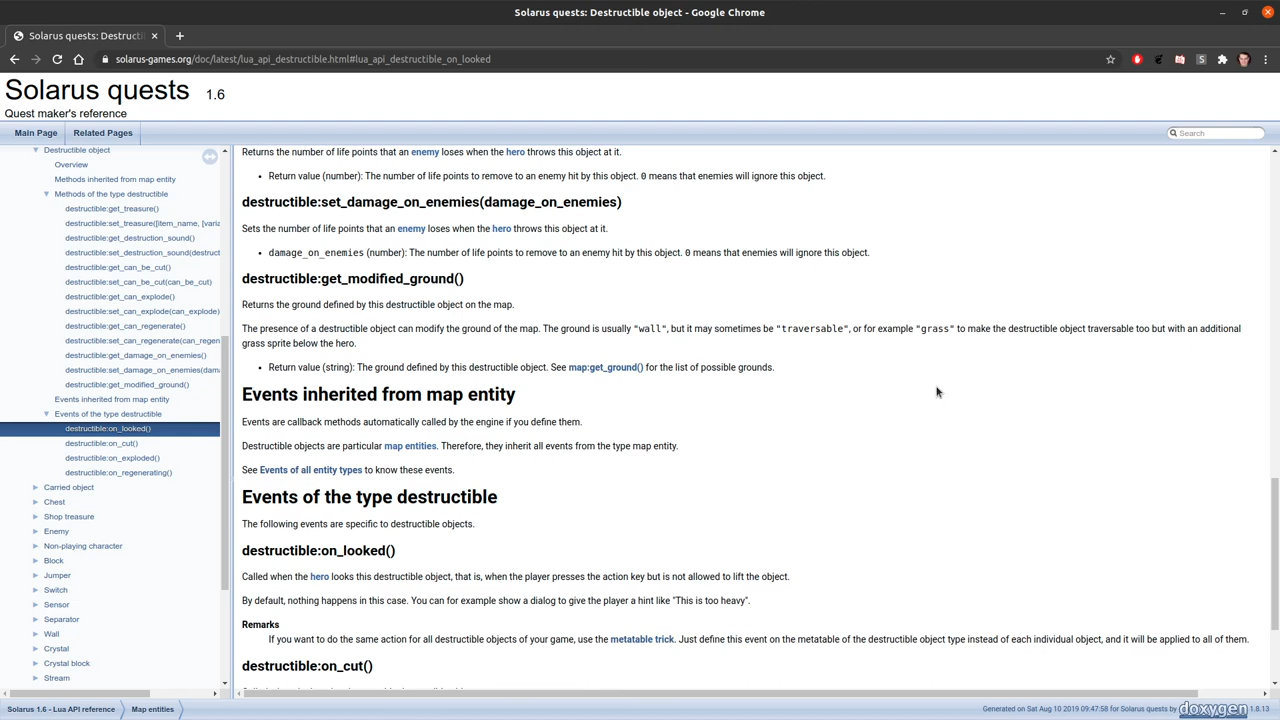 Solarus quests: Destructible object - Google Chrome
Solarus quests: Destructi
solarus-games.org/doc/latest/lua_api_destructible.html#lua_api_destructible_on_looked
Solarus quests 1.6
Quest maker's reference
Main Page Related Pages Search
Destructible object
Overview
Methods inherited from map entity
Methods of the type destructible
destructible:get_treasure()
destructible:set_treasure([item_name, [varia
destructible:get_destruction_sound()
destructible:set_destruction_sound(destruct
destructible:get_can_be_cut()
destructible:set_can_be_cut(can_be_cut)
destructible:get_can_explode()
destructible:set_can_explode(can_explode)
destructible:get_can_regenerate()
destructible:set_can_regenerate(can_regen
destructible:get_damage_on_enemies()
destructible:set_damage_on_enemies(dam
destructible:get_modified_ground()
Events inherited from map entity
Events of the type destructible
destructible:on_looked()
destructible:on_cut()
destructible:on_exploded()
destructible:on_regenerating()
Carried object
Chest
Shop treasure
Enemy
Non-playing character
Block
Jumper
Switch
Sensor
Separator
Wall
Crystal
Crystal block
Stream
Returns the number of life points that an enemy loses when the hero throws this object at it.
• Return value (number): The number of life points to remove to an enemy hit by this object. 0 means that enemies will ignore this object.
destructible:set_damage_on_enemies(damage_on_enemies)
Sets the number of life points that an enemy loses when the hero throws this object at it.
• damage_on_enemies (number): The number of life points to remove to an enemy hit by this object. 0 means that enemies will ignore this object.
destructible:get_modified_ground()
Returns the ground defined by this destructible object on the map.
The presence of a destructible object can modify the ground of the map. The ground is usually "wall", but it may sometimes be "traversable", or for example "grass" to make the destructible object traversable too but with an additional
grass sprite below the hero.
• Return value (string): The ground defined by this destructible object. See map:get_ground() for the list of possible grounds.
Events inherited from map entity
Events are callback methods automatically called by the engine if you define them.
Destructible objects are particular map entities. Therefore, they inherit all events from the type map entity.
See Events of all entity types to know these events.
Events of the type destructible
The following events are specific to destructible objects.
destructible:on_looked()
Called when the hero looks this destructible object, that is, when the player presses the action key but is not allowed to lift the object.
By default, nothing happens in this case. You can for example show a dialog to give the player a hint like "This is too heavy".
Remarks
If you want to do the same action for all destructible objects of your game, use the metatable trick. Just define this event on the metatable of the destructible object type instead of each individual object, and it will be applied to all of them.
destructible:on_cut()
Solarus 1.6 - Lua API reference Map entities
Generated on Sat Aug 10 2019 09:47:58 for Solarus quests by doxygen 1.8.13